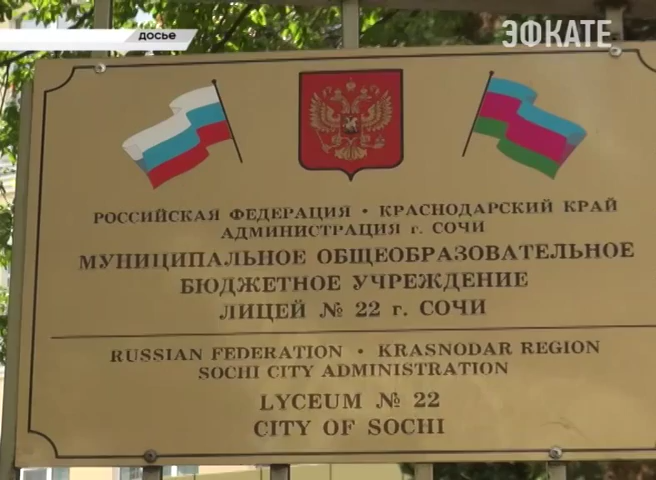 досье
ЭФКАТЕ
РОССИЙСКАЯ ФЕДЕРАЦИЯ • КРАСНОДАРСКИЙ КРАЙ
АДМИНИСТРАЦИЯ г. СОЧИ
МУНИЦИПАЛЬНОЕ ОБЩЕОБРАЗОВАТЕЛЬНОЕ
БЮДЖЕТНОЕ УЧРЕЖДЕНИЕ
ЛИЦЕЙ № 22 г. СОЧИ
RUSSIAN FEDERATION • KRASNODAR REGION
SOCHI CITY ADMINISTRATION
LYCEUM № 22
CITY OF SOCHI